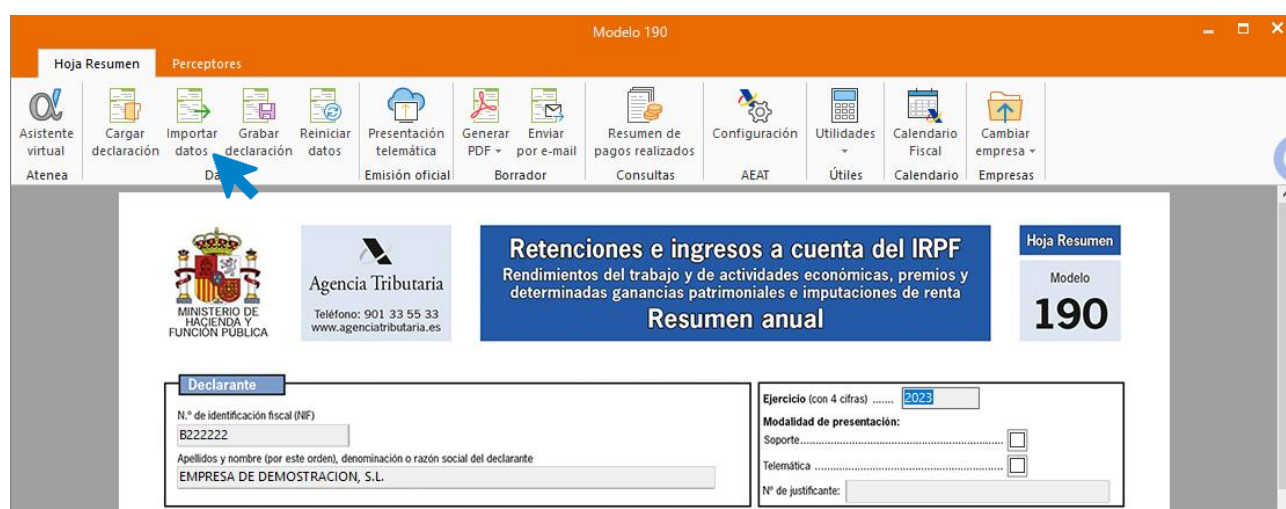 Modelo 190
Hoja Resumen Perceptores
Asistente virtual
Cargar declaración
Importar datos
Grabar declaración
Reiniciar datos
Presentación telemática
Generar PDF
Enviar por e-mail
Resumen de pagos realizados
Configuración
Utilidades
Calendario Fiscal
Cambiar empresa
Atenea
Emisión oficial
Borrador
Consultas
AEAT
Útiles
Calendario
Empresas
MINISTERIO DE
HACIENDA Y
FUNCIÓN PÚBLICA
Agencia Tributaria
Teléfono: 901 33 55 33
www.agenciatributaria.es
Retenciones e ingresos a cuenta del IRPF
Rendimientos del trabajo y de actividades económicas, premios y
determinadas ganancias patrimoniales e imputaciones de renta
Resumen anual
Hoja Resumen
Modelo
190
Declarante
N.º de identificación fiscal (NIF)
B222222
Apellidos y nombre (por este orden), denominación o razón social del declarante
EMPRESA DE DEMOSTRACION, S.L.
Ejercicio (con 4 cifras) ....... 2023
Modalidad de presentación:
Soporte
Telemática
Nº de justificante: